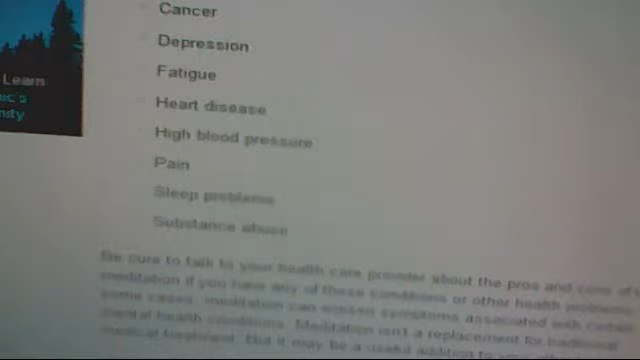 Cancer
Depression
Learn
Fatigue
Heart disease
High blood pressure
Pain
Sleep problems
Substance abuse
Be sure to talk to your health care provider about the pros and cons of
meditation if you have any of these conditions or other health problems.
some cases, meditation can worsen symptoms associated with certain
mental health conditions. Meditation isn't a replacement for traditional
medical treatment. But it may be a useful addition to your